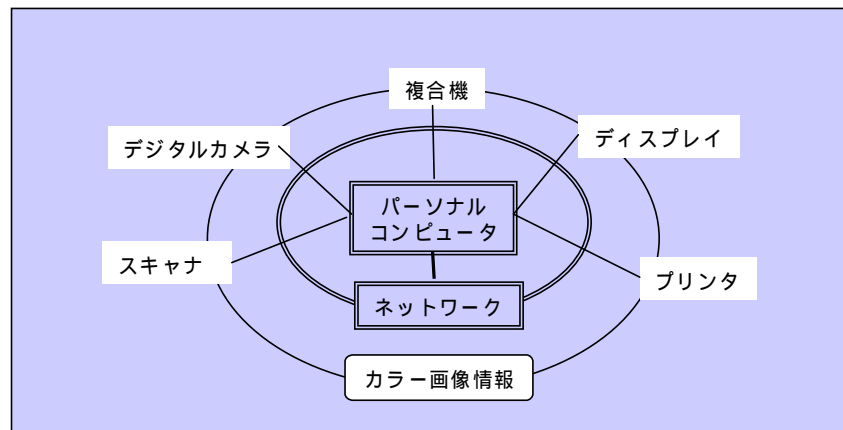 複合機
デジタルカメラ
ディスプレイ
パーソナル
コンピュータ
スキャナ
プリンタ
ネットワーク
カラー画像情報